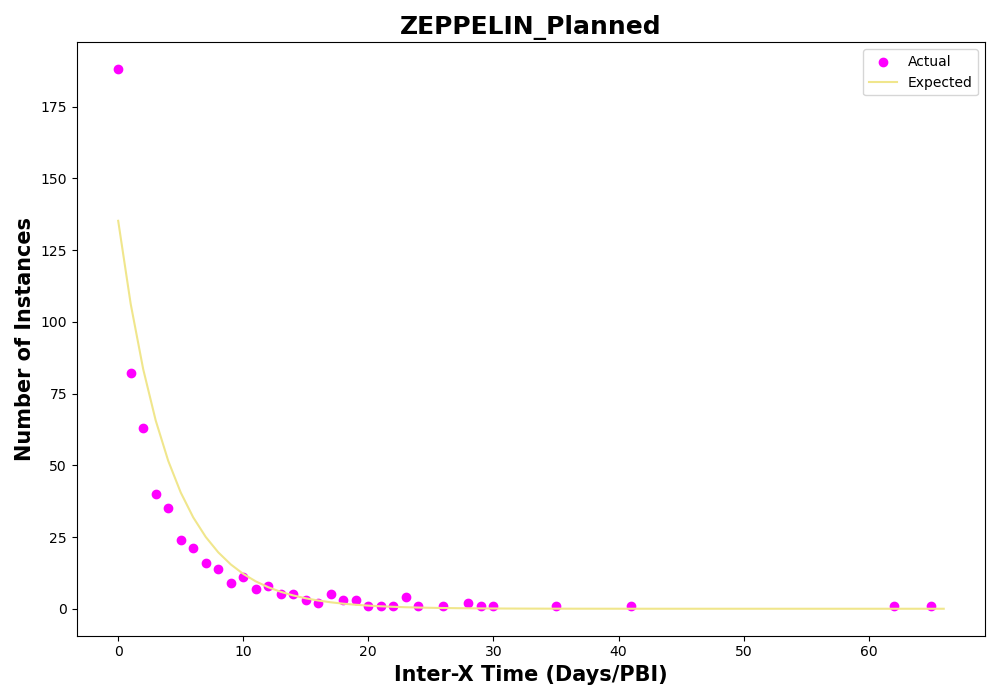 ZEPPELIN_Planned
Actual
Expected
Number of Instances
175
150
125
100
75
50
25
0
0 10 20 30 40 50 60
Inter-X Time (Days/PBI)